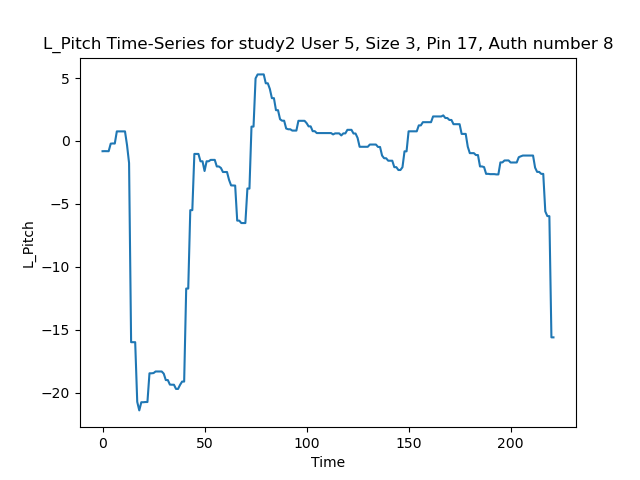 L_Pitch Time-Series for study2 User 5, Size 3, Pin 17, Auth number 8
5
0
−5
−10
−15
−20
L_Pitch
0 50 100 150 200
Time